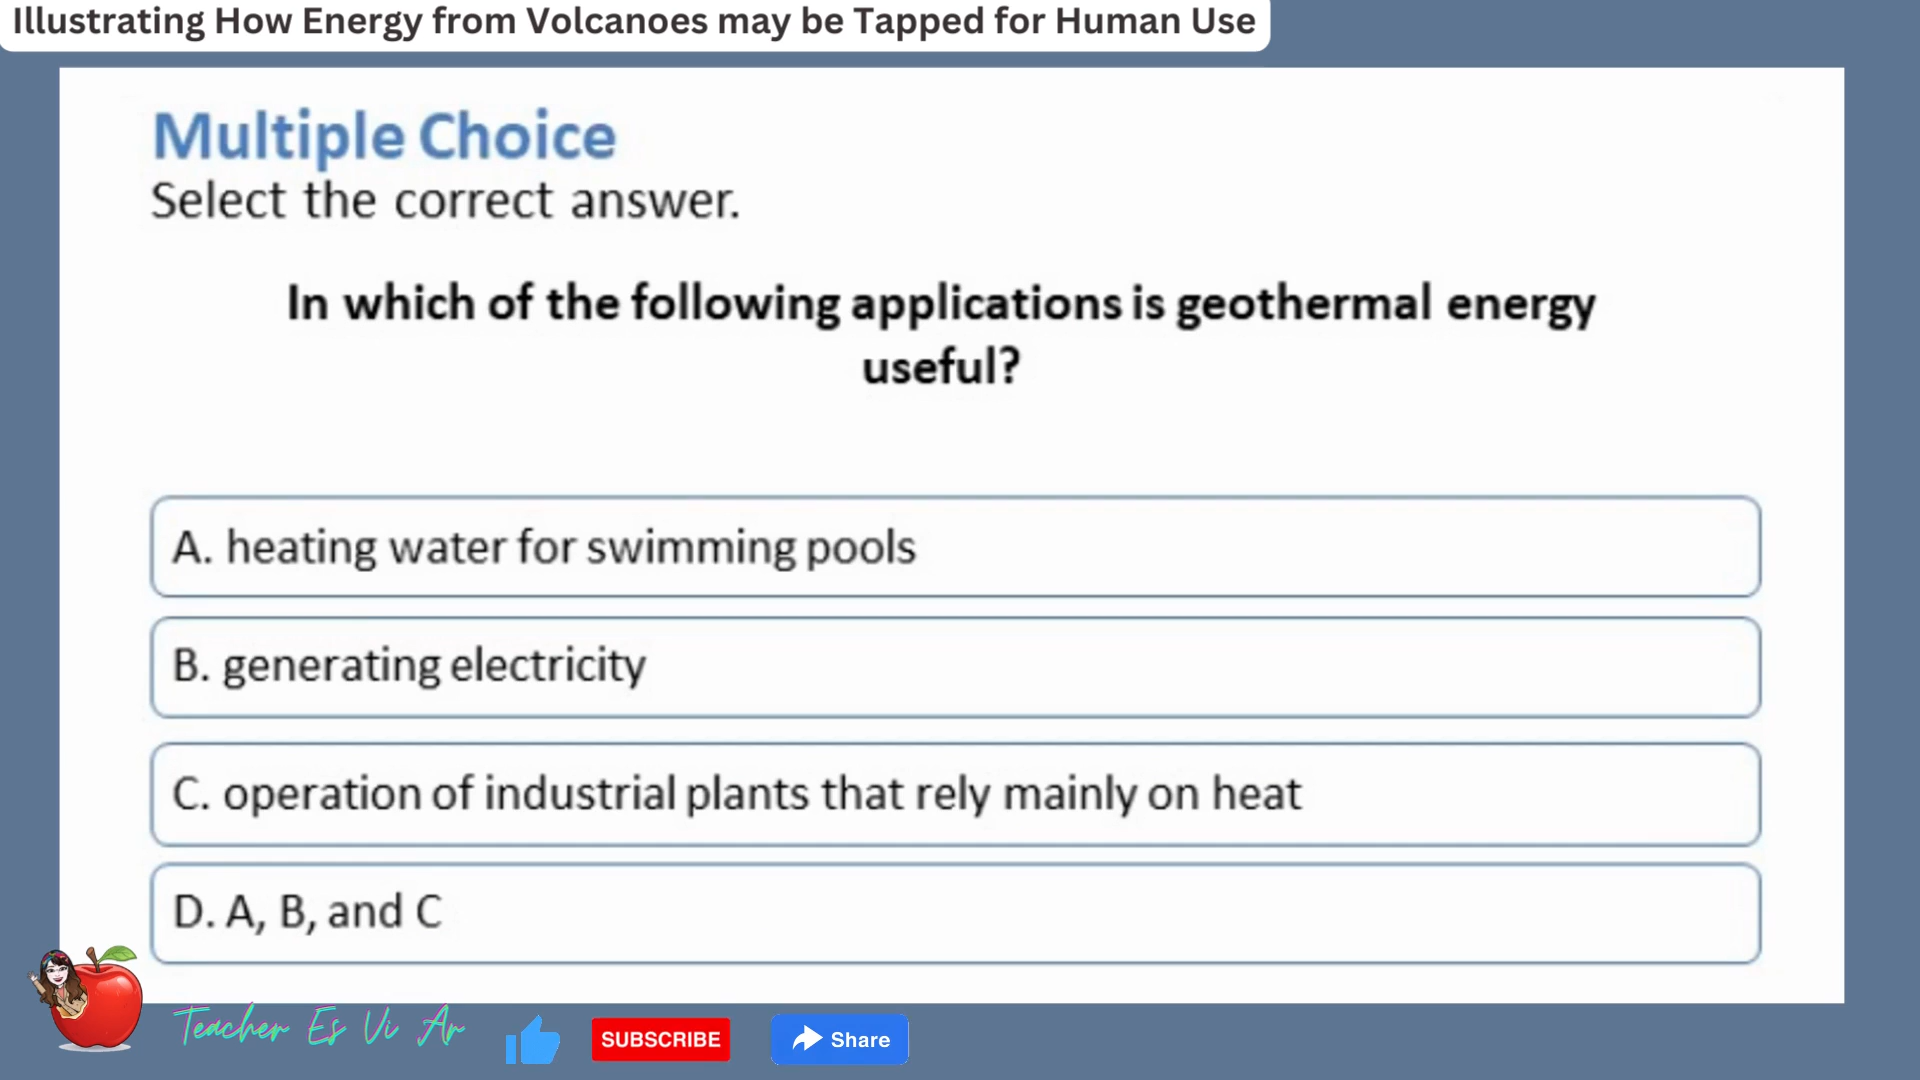 Illustrating How Energy from Volcanoes may be Tapped for Human Use
Multiple Choice
Select the correct answer.
In which of the following applications is geothermal energy
useful?
A. heating water for swimming pools
B. generating electricity
C. operation of industrial plants that rely mainly on heat
D. A, B, and C
Teacher Es Vi Ar
SUBSCRIBE
Share